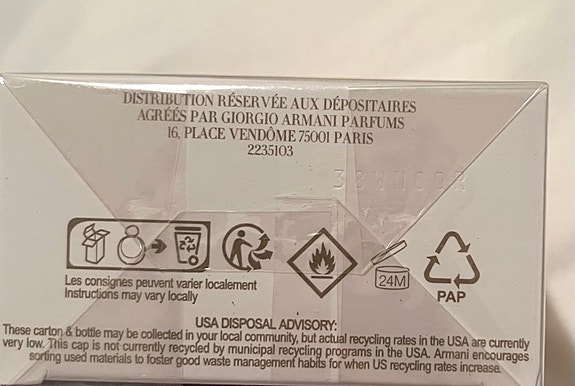 DISTRIBUTION RÉSERVÉE AUX DÉPOSITAIRES
AGRÉÉS PAR GIORGIO ARMANI PARFUMS
16, PLACE VENDÔME 75001 PARIS
2235103
24M
PAP
Les consignes peuvent varier localement
Instructions may vary locally
USA DISPOSAL ADVISORY:
These carton & bottle may be collected in your local community, but actual recycling rates in the USA are currently
very low. This cap is not currently recycled by municipal recycling programs in the USA. Armani encourages
sorting used materials to foster good waste management habits for when US recycling rates increase.